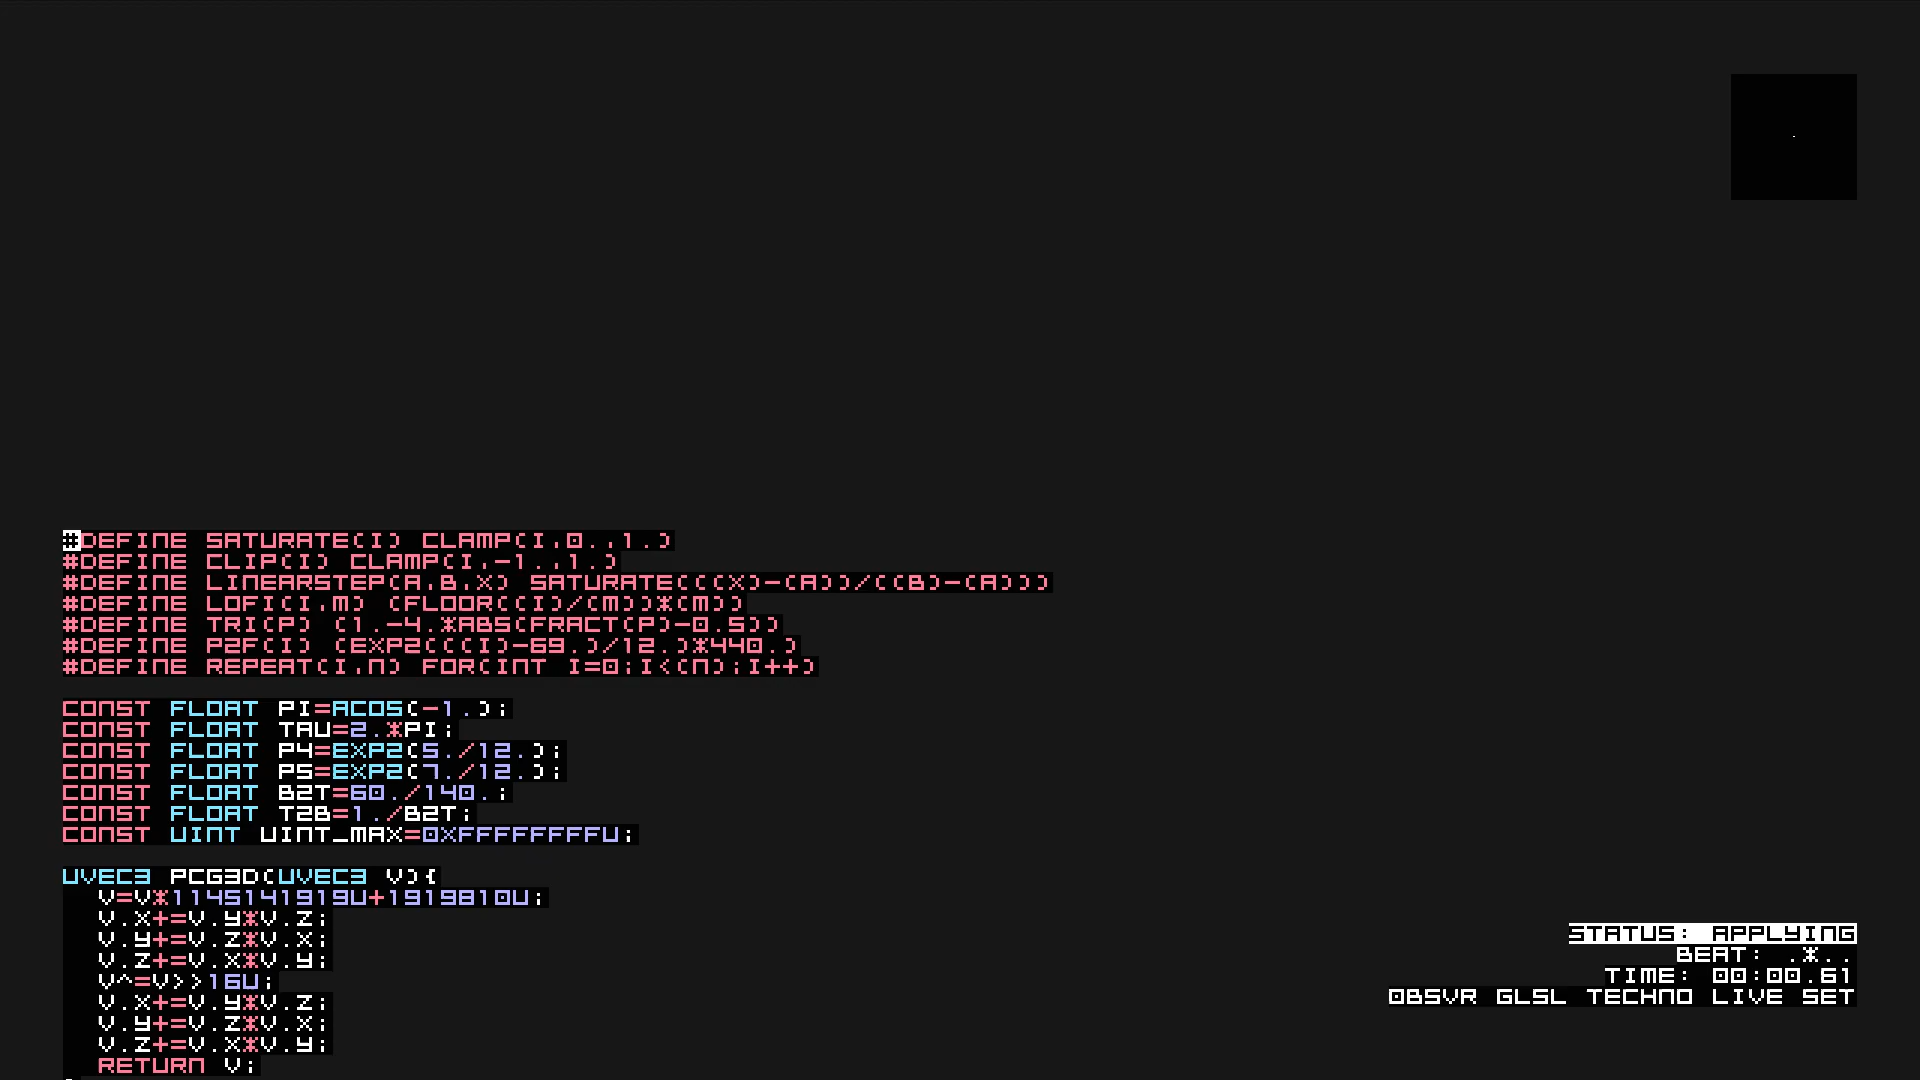 #DEFINE SATURATE(I) CLAMP(I,0.,1.)
#DEFINE CLIP(I) CLAMP(I,-1.,1.)
#DEFINE LINEARSTEP(A,B,X) SATURATE(((X)-(A))/((B)-(A)))
#DEFINE LOFI(I,M) (FLOOR((I)/(M))*(M))
#DEFINE TRI(P) (1.-4.*ABS(FRACT(P)-0.5))
#DEFINE P2F(I) (EXP2(((I)-69.)/12.)*440.)
#DEFINE REPEAT(I,N) FOR(INT I=0;I<(N);I++)
CONST FLOAT PI=ACOS(-1.);
CONST FLOAT TAU=2.*PI;
CONST FLOAT P4=EXP2(5./12.);
CONST FLOAT P5=EXP2(7./12.);
CONST FLOAT B2T=60./140.;
CONST FLOAT T2B=1./B2T;
CONST UINT UINT_MAX=0XFFFFFFFFU;
UVEC3 PCG3D(UVEC3 V){
V=V*1145141919U+1919810U;
V.X+=V.Y*V.Z;
V.Y+=V.Z*V.X;
V.Z+=V.X*V.Y;
V^=V>>16U;
V.X+=V.Y*V.Z;
V.Y+=V.Z*V.X;
V.Z+=V.X*V.Y;
RETURN V;
STATUS: APPLYING
BEAT: .*..
TIME: 00:00.61
0B5VR GLSL TECHNO LIVE SET